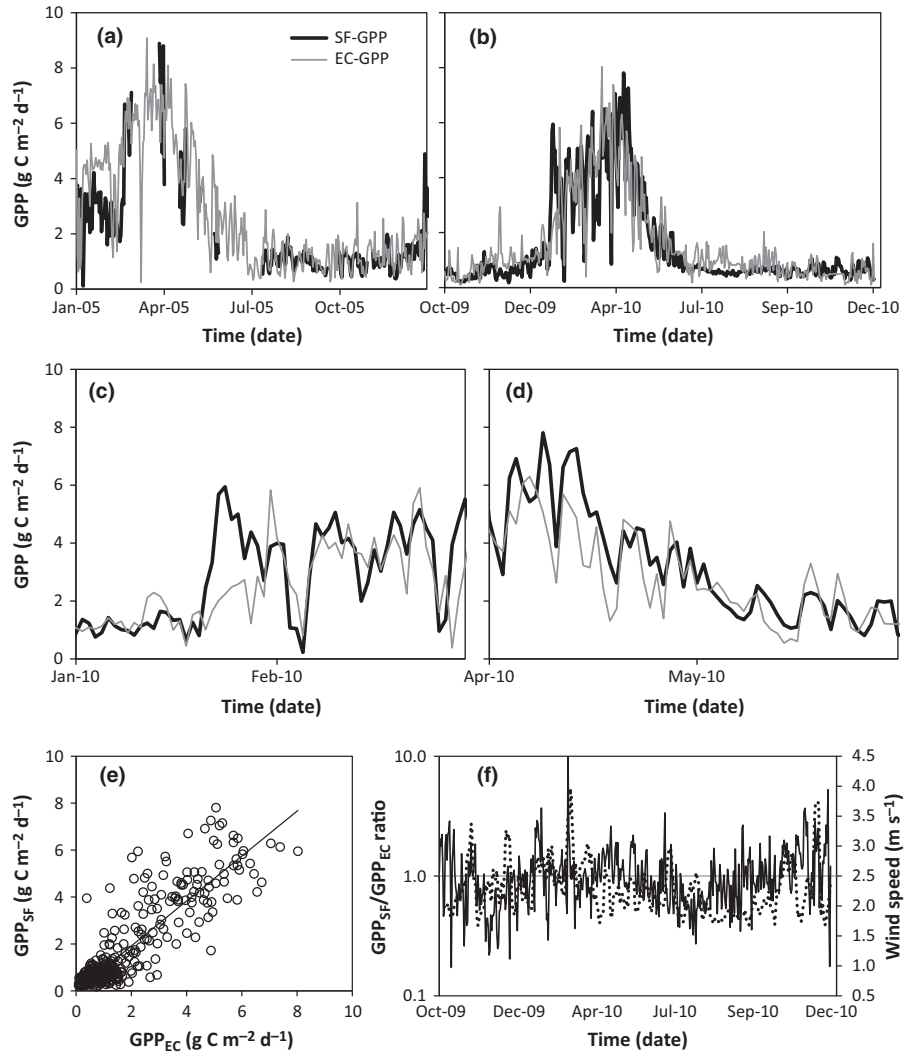 (a)
SF-GPP
EC-GPP
(b)
GPP (g C m⁻² d⁻¹)
10
8
6
4
2
0
Jan-05 Apr-05 Jul-05 Oct-05
Time (date)
Oct-09 Dec-09 Apr-10 Jul-10 Sep-10 Dec-10
Time (date)
(c)
(d)
GPP (g C m⁻² d⁻¹)
10
8
6
4
2
0
Jan-10 Feb-10
Time (date)
Apr-10 May-10
Time (date)
(e)
GPP_SF (g C m⁻² d⁻¹)
10
8
6
4
2
0
0 2 4 6 8 10
GPP_EC (g C m⁻² d⁻¹)
(f)
GPP_SF/GPP_EC ratio
10.0
1.0
0.1
4.5
4.0
3.5
3.0
2.5
2.0
1.5
1.0
0.5
Wind speed (m s⁻¹)
Oct-09 Dec-09 Apr-10 Jul-10 Sep-10 Dec-10
Time (date)